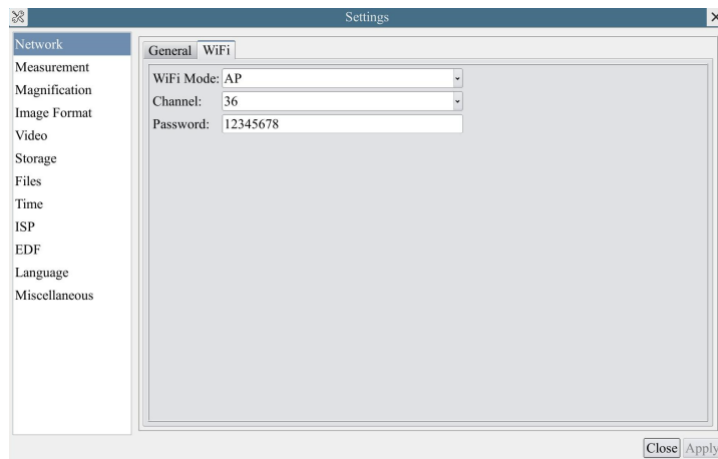 Settings
Network
Measurement
Magnification
Image Format
Video
Storage
Files
Time
ISP
EDF
Language
Miscellaneous
General WiFi
WiFi Mode: AP
Channel: 36
Password: 12345678
Close Apply